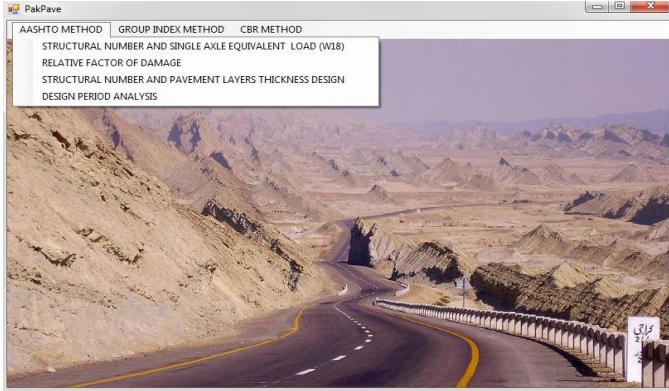 PakPave
AASHTO METHOD GROUP INDEX METHOD CBR METHOD
STRUCTURAL NUMBER AND SINGLE AXLE EQUIVALENT LOAD (W18)
RELATIVE FACTOR OF DAMAGE
STRUCTURAL NUMBER AND PAVEMENT LAYERS THICKNESS DESIGN
DESIGN PERIOD ANALYSIS
کراچی